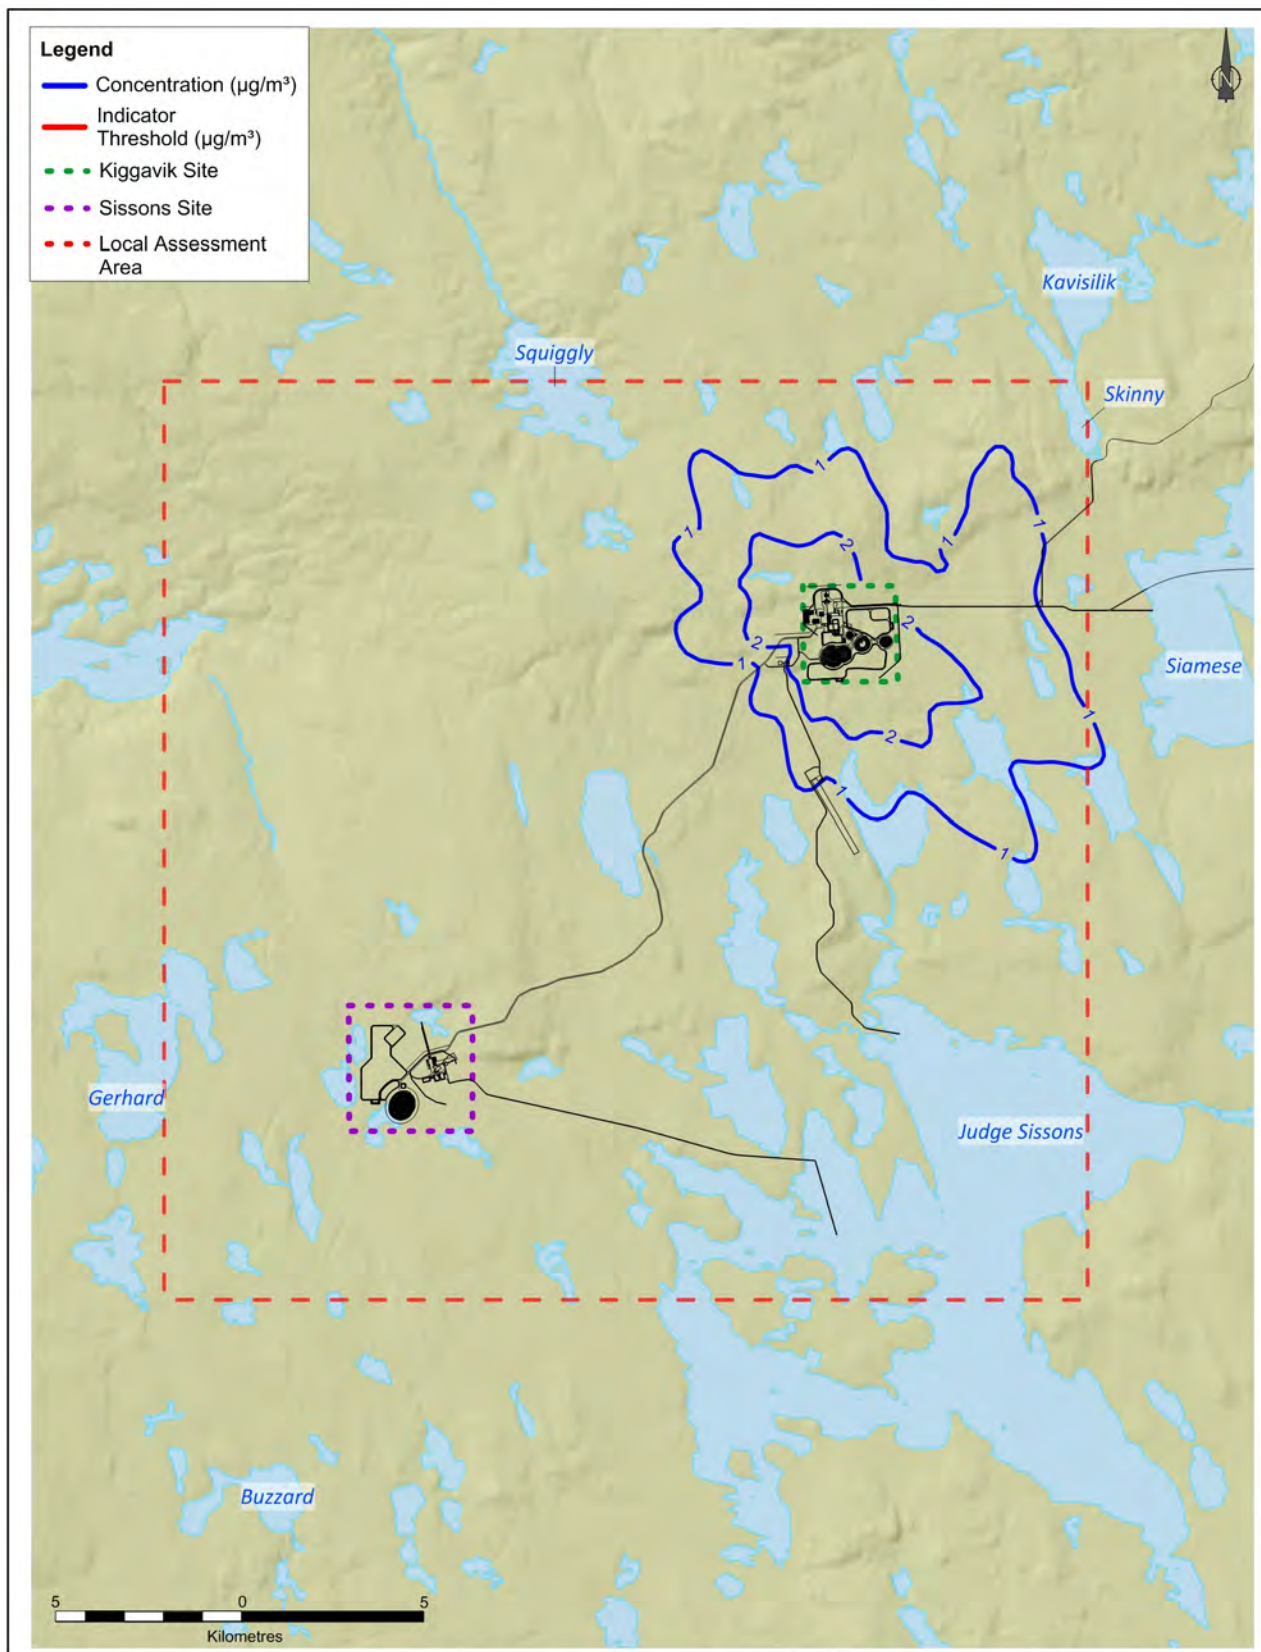 Legend
Concentration (µg/m³)
Indicator
Threshold (µg/m³)
Kiggavik Site
Sissons Site
Local Assessment
Area
N
Kavisilik
Squiggly
Skinny
1
1
1
1
2
2
Siamese
2
1
1
2
1
1
Gerhard
Judge Sissons
Buzzard
5 0 5
Kilometres